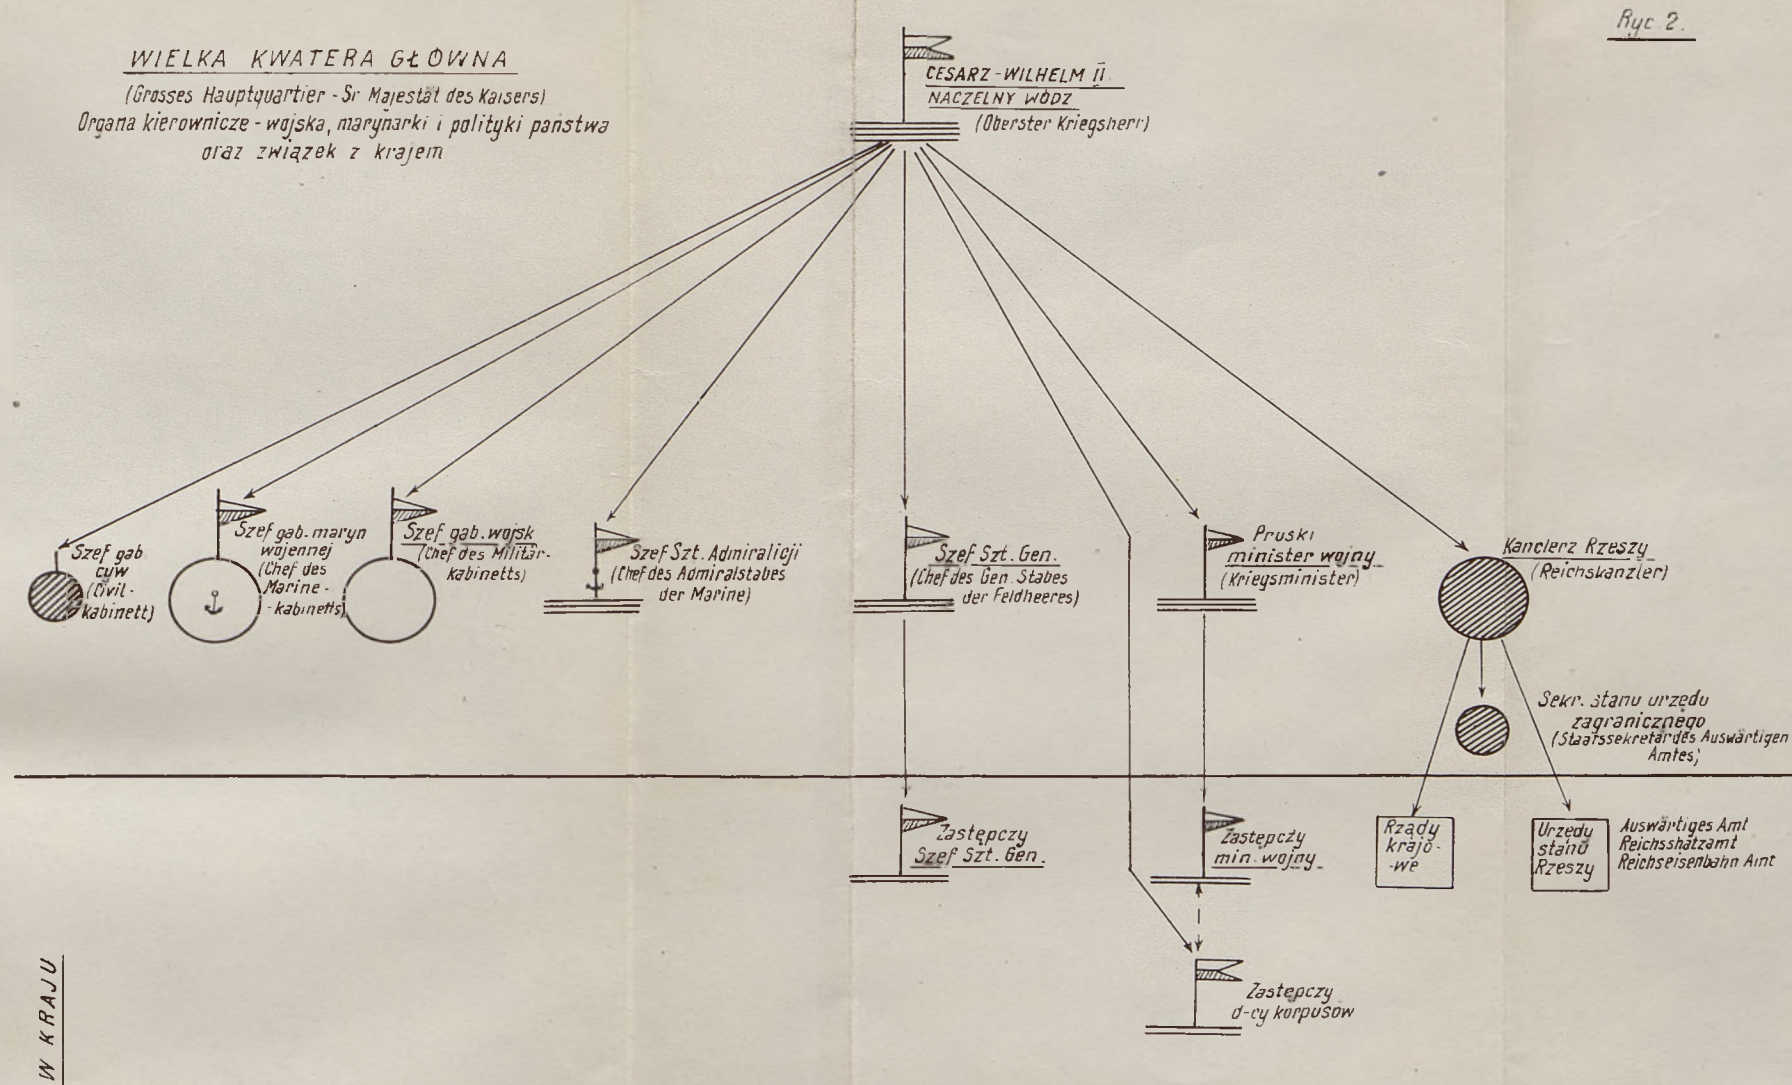 Ryc 2.
WIELKA KWATERA GŁÓWNA
(Grosses Hauptquartier - Sr Majestät des Kaisers)
Organa kierownicze - wojska, marynarki i polityki państwa
oraz związek z krajem
CESARZ - WILHELM II
NACZELNY WÓDZ
(Oberster Kriegsherr)
Szef gab
cyw
(Civil-
kabinett)
Szef gab. maryn
wojennej
(Chef des
Marine-
-kabinetts)
Szef gab. wojsk
(Chef des Militär-
kabinetts)
Szef Szt. Admiralicji
(Chef des Admiralstabes
der Marine)
Szef Szt. Gen.
(Chef des Gen. Stabes
der Feldheeres)
Pruski
minister wojny
(Kriegsminister)
Kanclerz Rzeszy
(Reichskanzler)
Sekr. stanu urzędu
zagranicznego
(Staarssekretär des Auswärtigen
Amtes)
Zastępczy
Szef Szt. Gen.
Zastępczy
min. wojny
Rządy
krajo-
-we
Urzędy
stanu
Rzeszy
Auswärtiges Amt
Reichsshatzamt
Reichseisenbahn Amt
Zastępczy
d-cy korpusów
W KRAJU